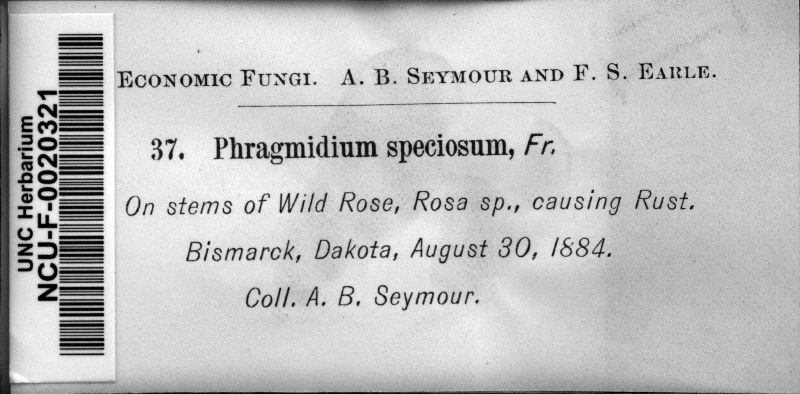 UNC Herbarium
NCU-F-0020321
ECONOMIC FUNGI. A. B. SEYMOUR AND F. S. EARLE.
37. Phragmidium speciosum, Fr.
On stems of Wild Rose, Rosa sp., causing Rust.
Bismarck, Dakota, August 30, 1884.
Coll. A. B. Seymour.